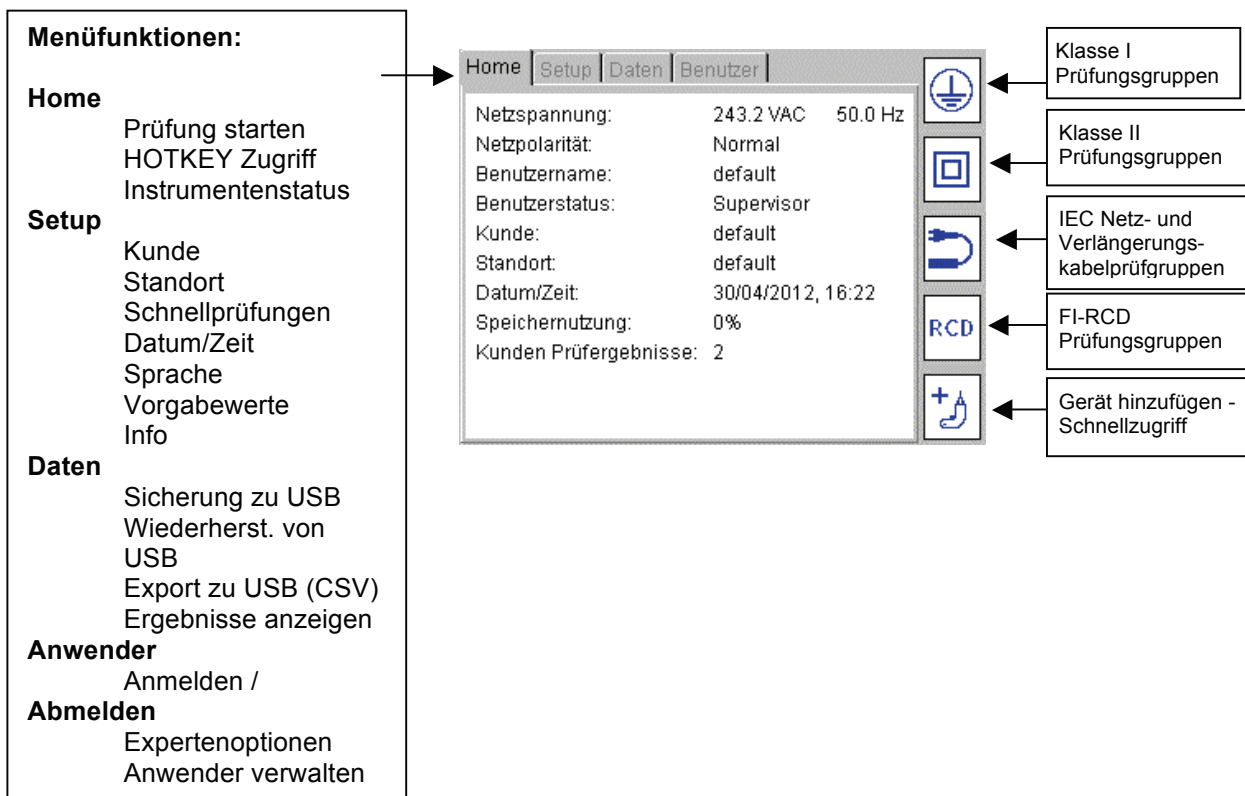 Menüfunktionen:
Home
Prüfung starten
HOTKEY Zugriff
Instrumentenstatus
Setup
Kunde
Standort
Schnellprüfungen
Datum/Zeit
Sprache
Vorgabewerte
Info
Daten
Sicherung zu USB
Wiederherst. von
USB
Export zu USB (CSV)
Ergebnisse anzeigen
Anwender
Anmelden /
Abmelden
Expertenoptionen
Anwender verwalten
Home Setup Daten Benutzer
Netzspannung: 243.2 VAC 50.0 Hz
Netzpolarität: Normal
Benutzername: default
Benutzerstatus: Supervisor
Kunde: default
Standort: default
Datum/Zeit: 30/04/2012, 16:22
Speichernutzung: 0%
Kunden Prüfergebnisse: 2
RCD
Klasse I
Prüfungsgruppen
Klasse II
Prüfungsgruppen
IEC Netz- und
Verlängerungs-
kabelprüfgruppen
FI-RCD
Prüfungsgruppen
Gerät hinzufügen -
Schnellzugriff